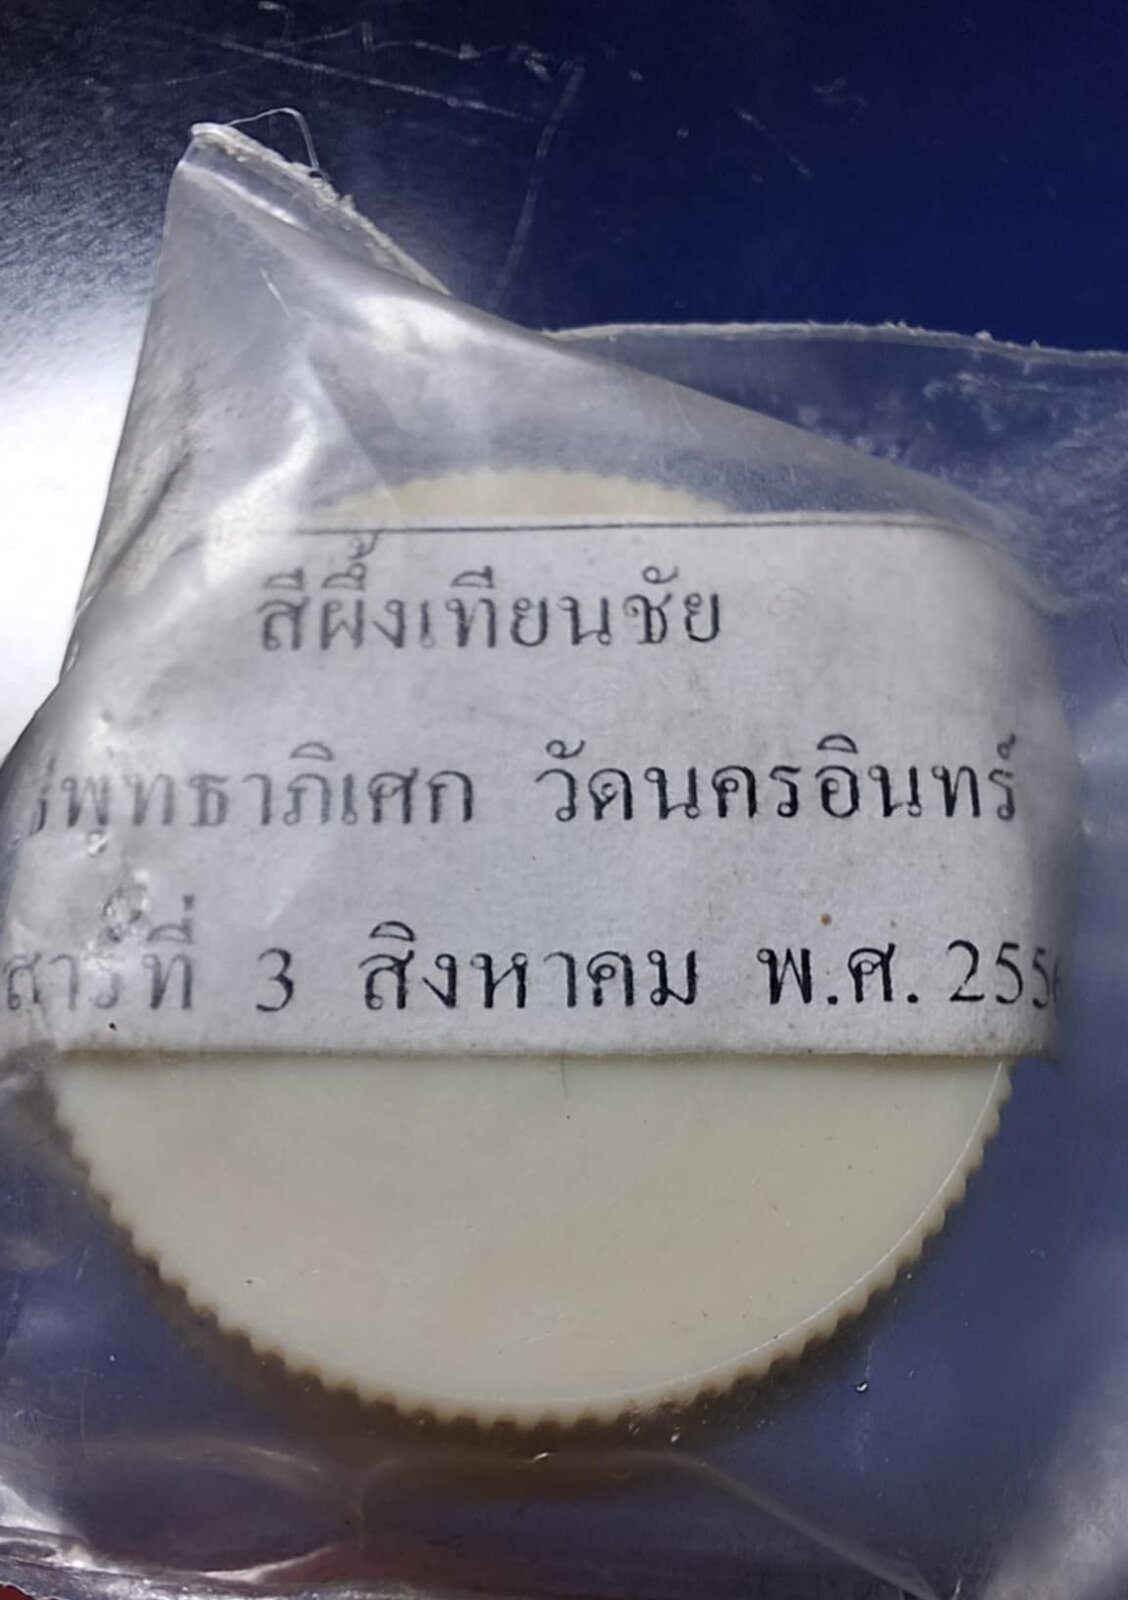 สีผึ้งเทียนชัย
พุทธาภิเศก วัดนครอินทร์
สาร์ที่ 3 สิงหาคม พ.ศ. 255